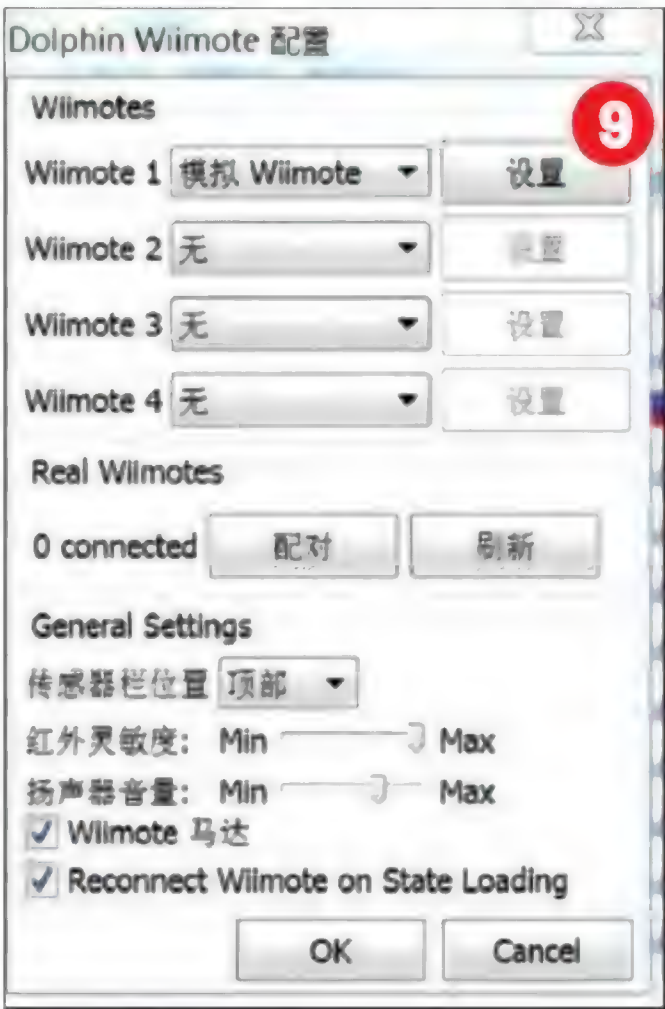 Dolphin Wiimote 配置
Wiimotes
9
Wiimote 1 模拟 Wiimote 设置
Wiimote 2 无 设置
Wiimote 3 无 设置
Wiimote 4 无 设置
Real Wiimotes
0 connected 配对 刷新
General Settings
传感器栏位置 顶部
红外灵敏度: Min Max
扬声器音量: Min Max
Wiimote 马达
Reconnect Wiimote on State Loading
OK Cancel